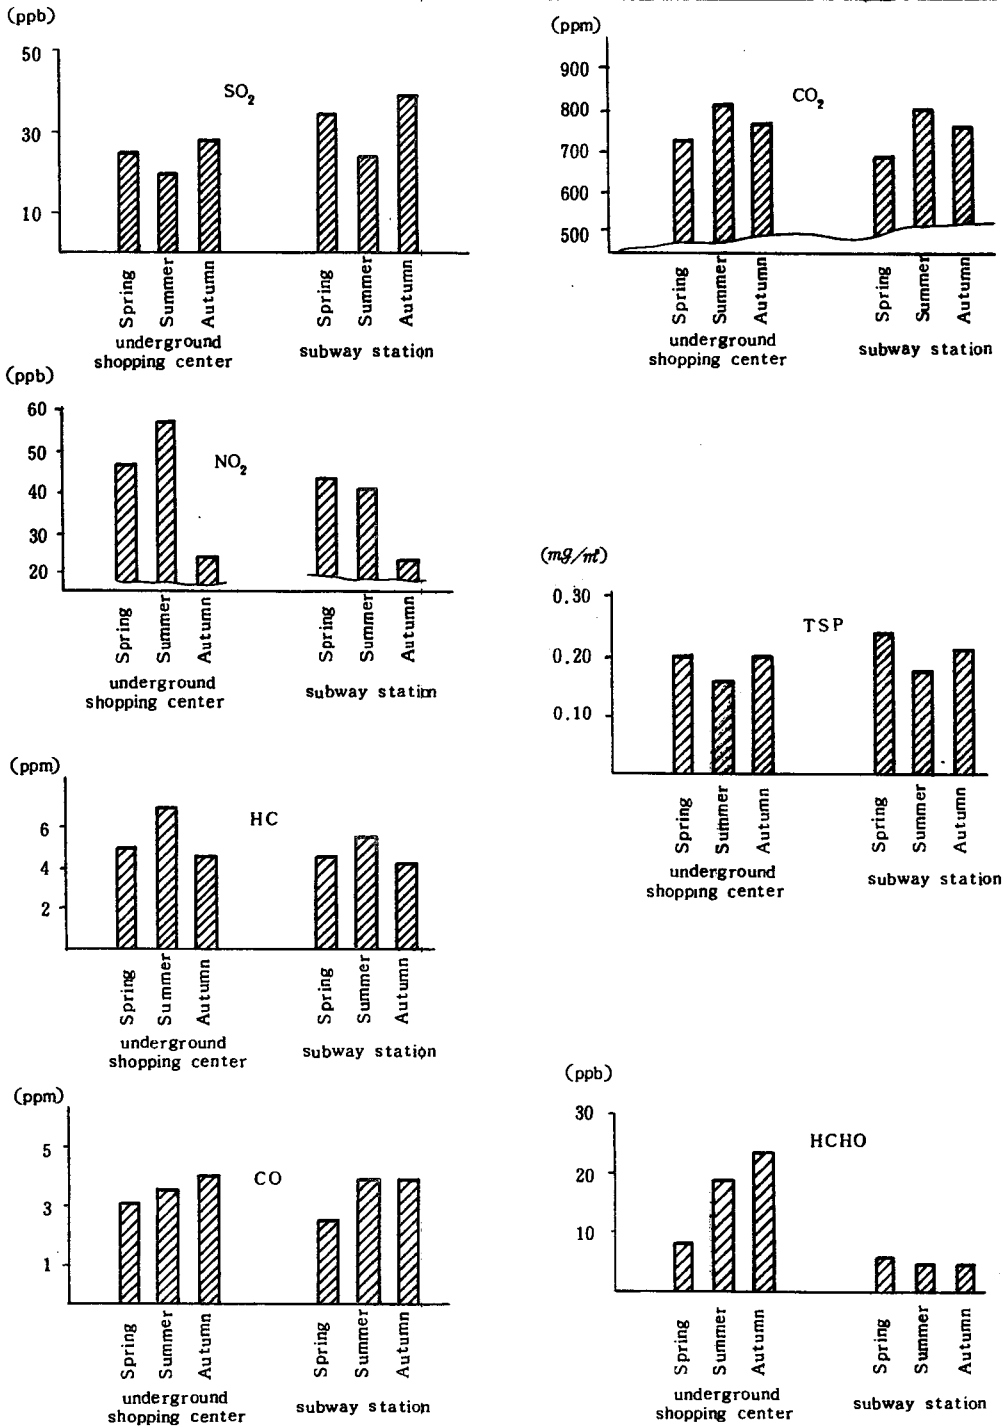 (ppb)
50
30
10
SO₂
Spring
Summer
Autumn
Spring
Summer
Autumn
underground
shopping center
subway station
(ppm)
900
800
700
600
500
CO₂
Spring
Summer
Autumn
Spring
Summer
Autumn
underground
shopping center
subway station
(ppb)
60
50
40
30
20
NO₂
Spring
Summer
Autumn
Spring
Summer
Autumn
underground
shopping center
subway station
(mg/㎥)
0.30
0.20
0.10
TSP
Spring
Summer
Autumn
Spring
Summer
Autumn
underground
shopping center
subway station
(ppm)
6
4
2
HC
Spring
Summer
Autumn
Spring
Summer
Autumn
underground
shopping center
subway station
(ppm)
5
3
1
CO
Spring
Summer
Autumn
Spring
Summer
Autumn
underground
shopping center
subway station
(ppb)
30
20
10
HCHO
Spring
Summer
Autumn
Spring
Summer
Autumn
underground
shopping center
subway station